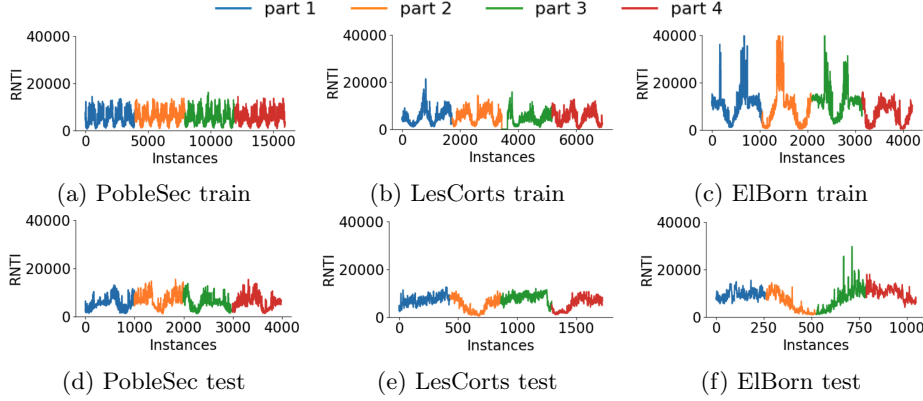 part 1 part 2 part 3 part 4
40000 40000 40000
RNTI RNTI RNTI
20000 20000 20000
0 0 0
0 5000 10000 15000 0 2000 4000 6000 0 1000 2000 3000 4000
Instances Instances Instances
(a) PobleSec train (b) LesCorts train (c) ElBorn train
40000 40000 40000
RNTI RNTI RNTI
20000 20000 20000
0 0 0
0 1000 2000 3000 4000 0 500 1000 1500 0 250 500 750 1000
Instances Instances Instances
(d) PobleSec test (e) LesCorts test (f) ElBorn test